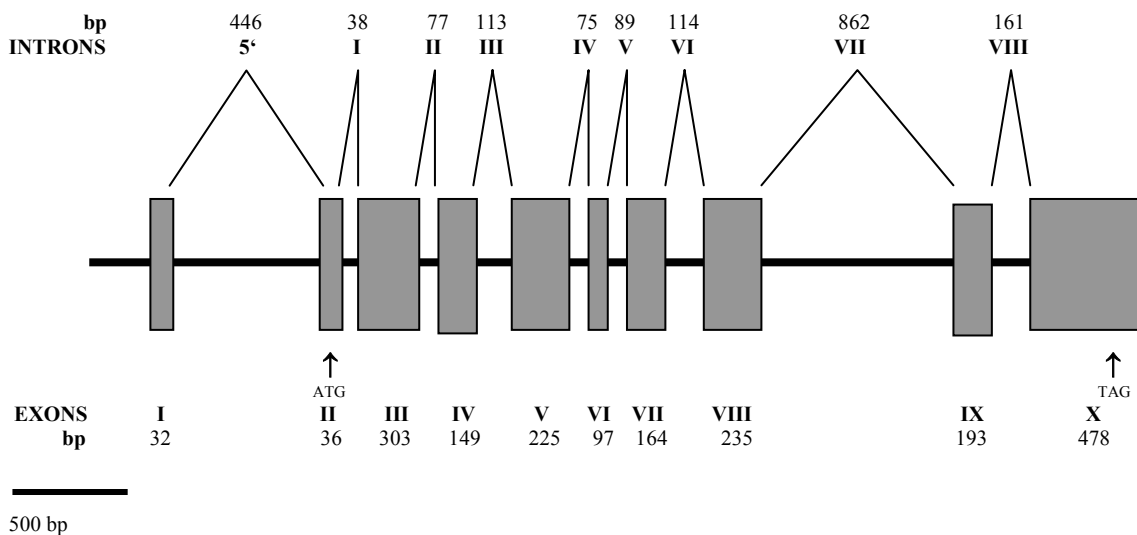 bp 446 38 77 113 75 89 114 862 161
INTRONS 5‘ I II III IV V VI VII VIII
ATG TAG
EXONS I II III IV V VI VII VIII IX X
bp 32 36 303 149 225 97 164 235 193 478
500 bp